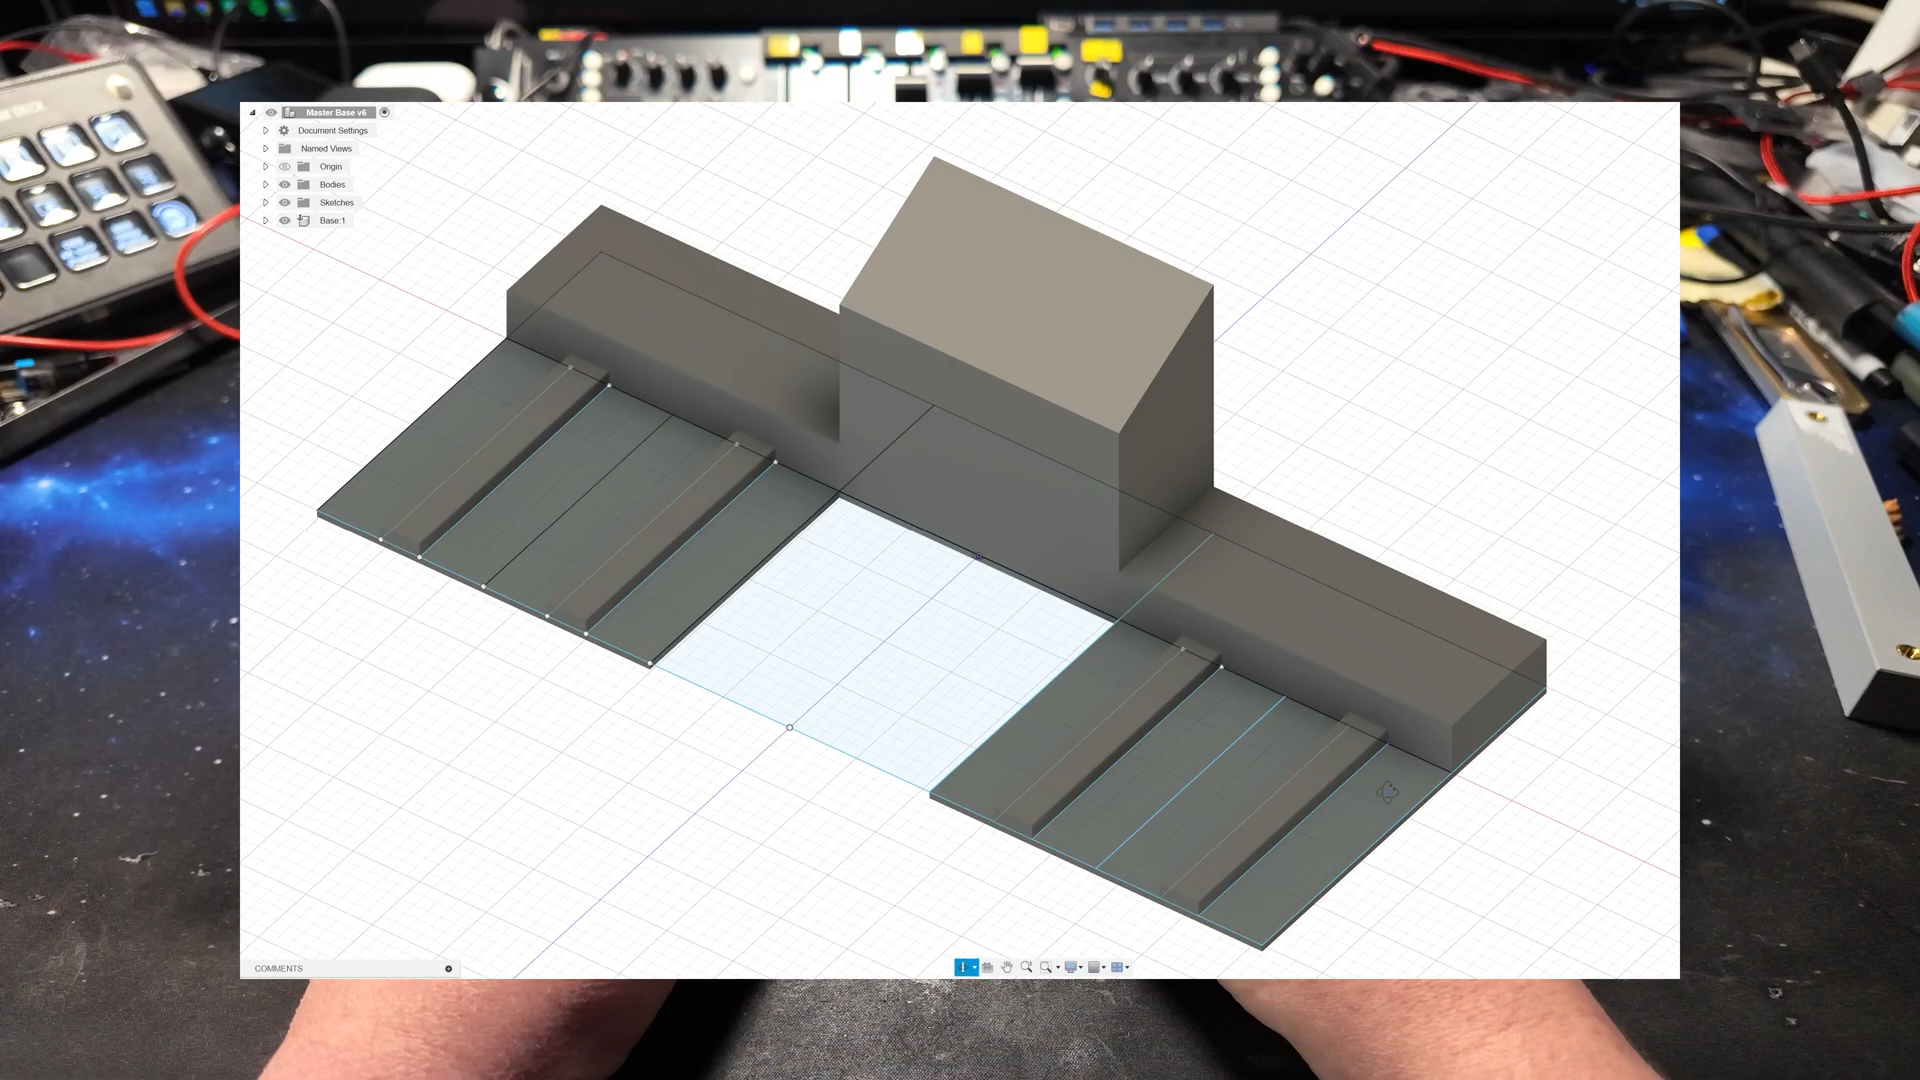 Master Base v6
Document Settings
Named Views
Origin
Bodies
Sketches
Base:1
COMMENTS